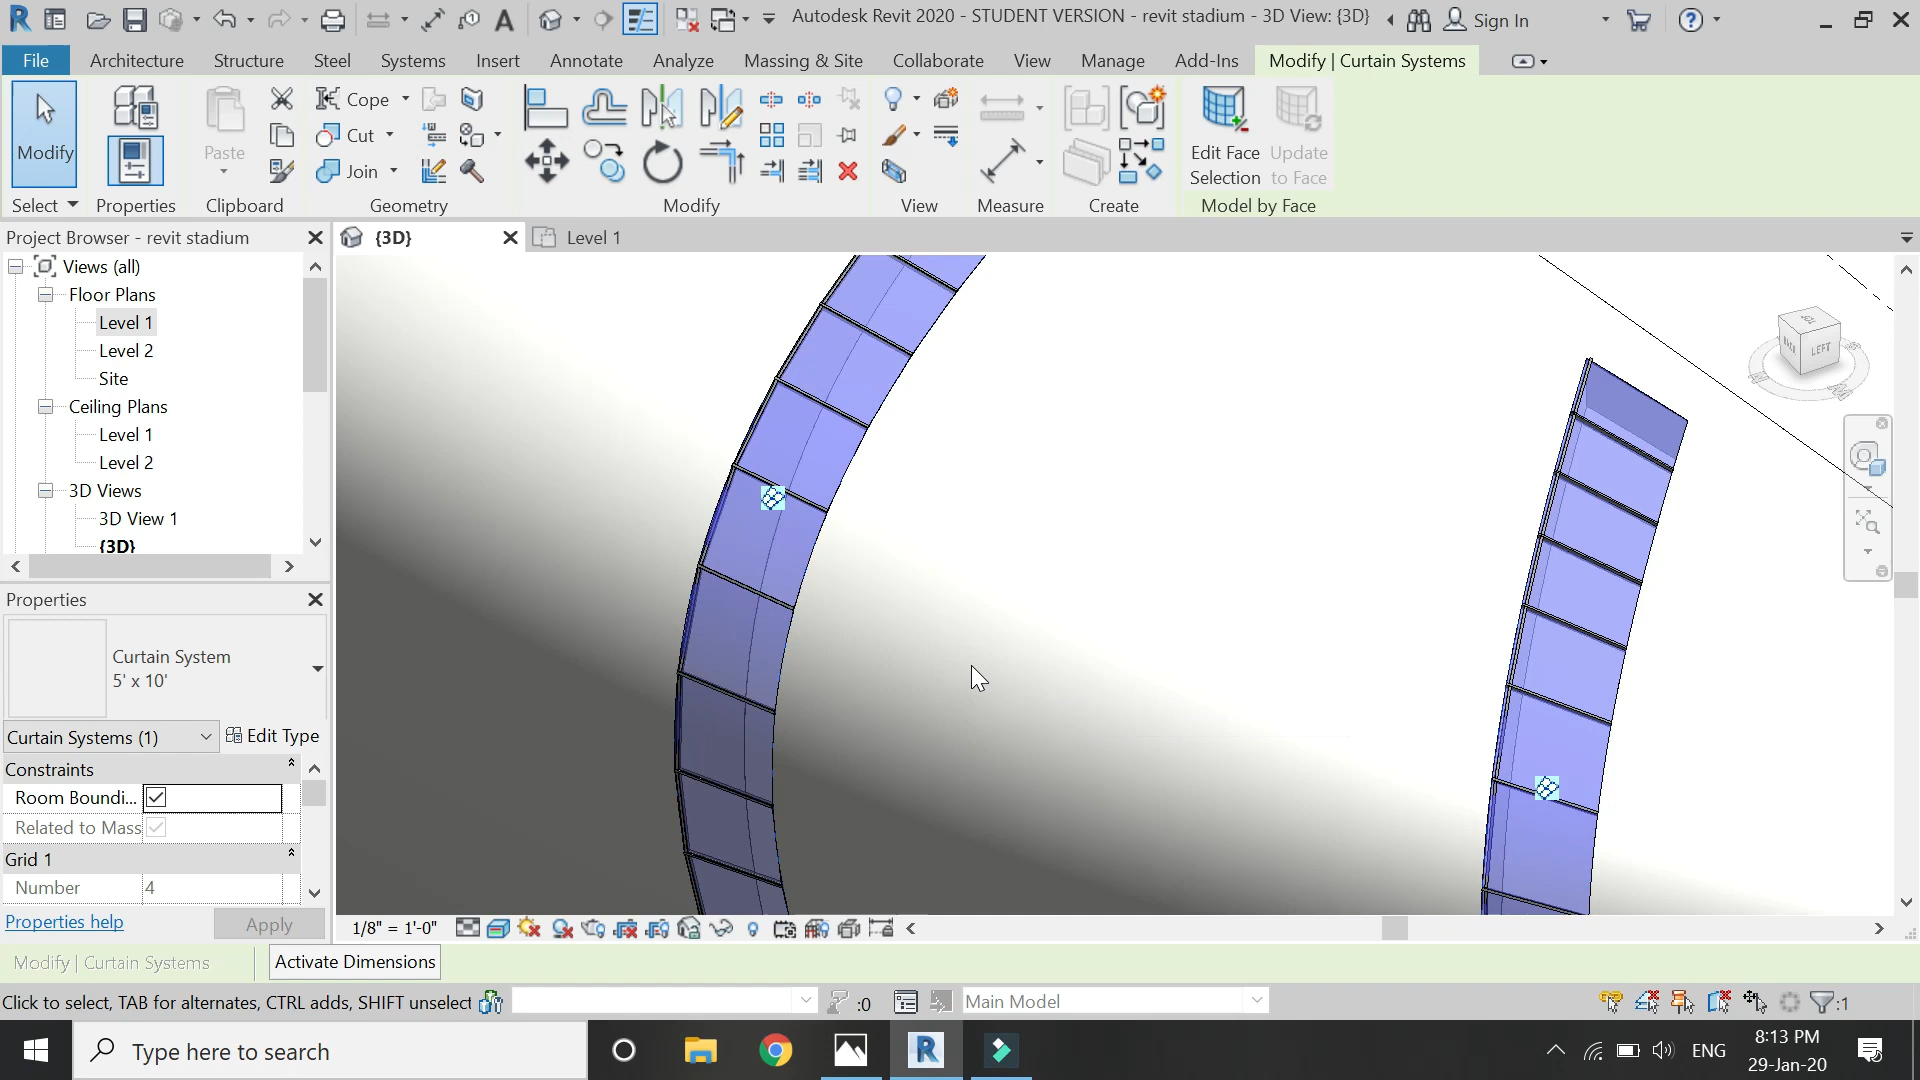 Autodesk Revit 2020 - STUDENT VERSION - revit stadium - 3D View: {3D}
Sign In
File Architecture Structure Steel Systems Insert Annotate Analyze Massing & Site Collaborate View Manage Add-Ins Modify | Curtain Systems
Modify
Paste
Cope
Cut
Join
Edit Face Selection
Update to Face
Select Properties Clipboard Geometry Modify View Measure Create Model by Face
Project Browser - revit stadium
{3D}
Level 1
Views (all)
Floor Plans
Level 1
Level 2
Site
Ceiling Plans
Level 1
Level 2
3D Views
3D View 1
{3D}
LEFT
Properties
Curtain System
5' x 10'
Curtain Systems (1)
Edit Type
Constraints
Room Boundi...
Related to Mass
Grid 1
Number 4
Properties help
Apply
1/8" = 1'-0"
Modify | Curtain Systems
Activate Dimensions
Click to select, TAB for alternates, CTRL adds, SHIFT unselect
:0
Main Model
:1
Type here to search
ENG
8:13 PM
29-Jan-20